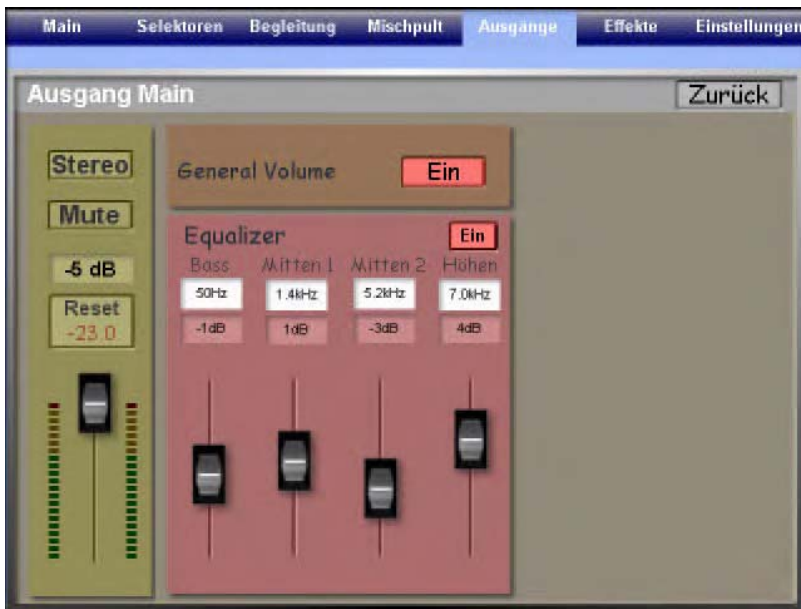 Main Selektoren Begleitung Mischpult Ausgänge Effekte Einstellungen
Ausgang Main
Zurück
Stereo
Mute
-5 dB
Reset
-23.0
General Volume Ein
Equalizer Ein
Bass Mitten 1 Mitten 2 Höhen
50Hz 1.4kHz 5.2kHz 7.0kHz
-1dB 1dB -3dB 4dB